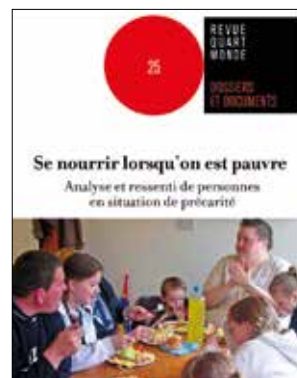 25
REVUE
QUART
MONDE
DOSSIERS
ET DOCUMENTS
Se nourrir lorsqu'on est pauvre
Analyse et ressenti de personnes
en situation de précarité